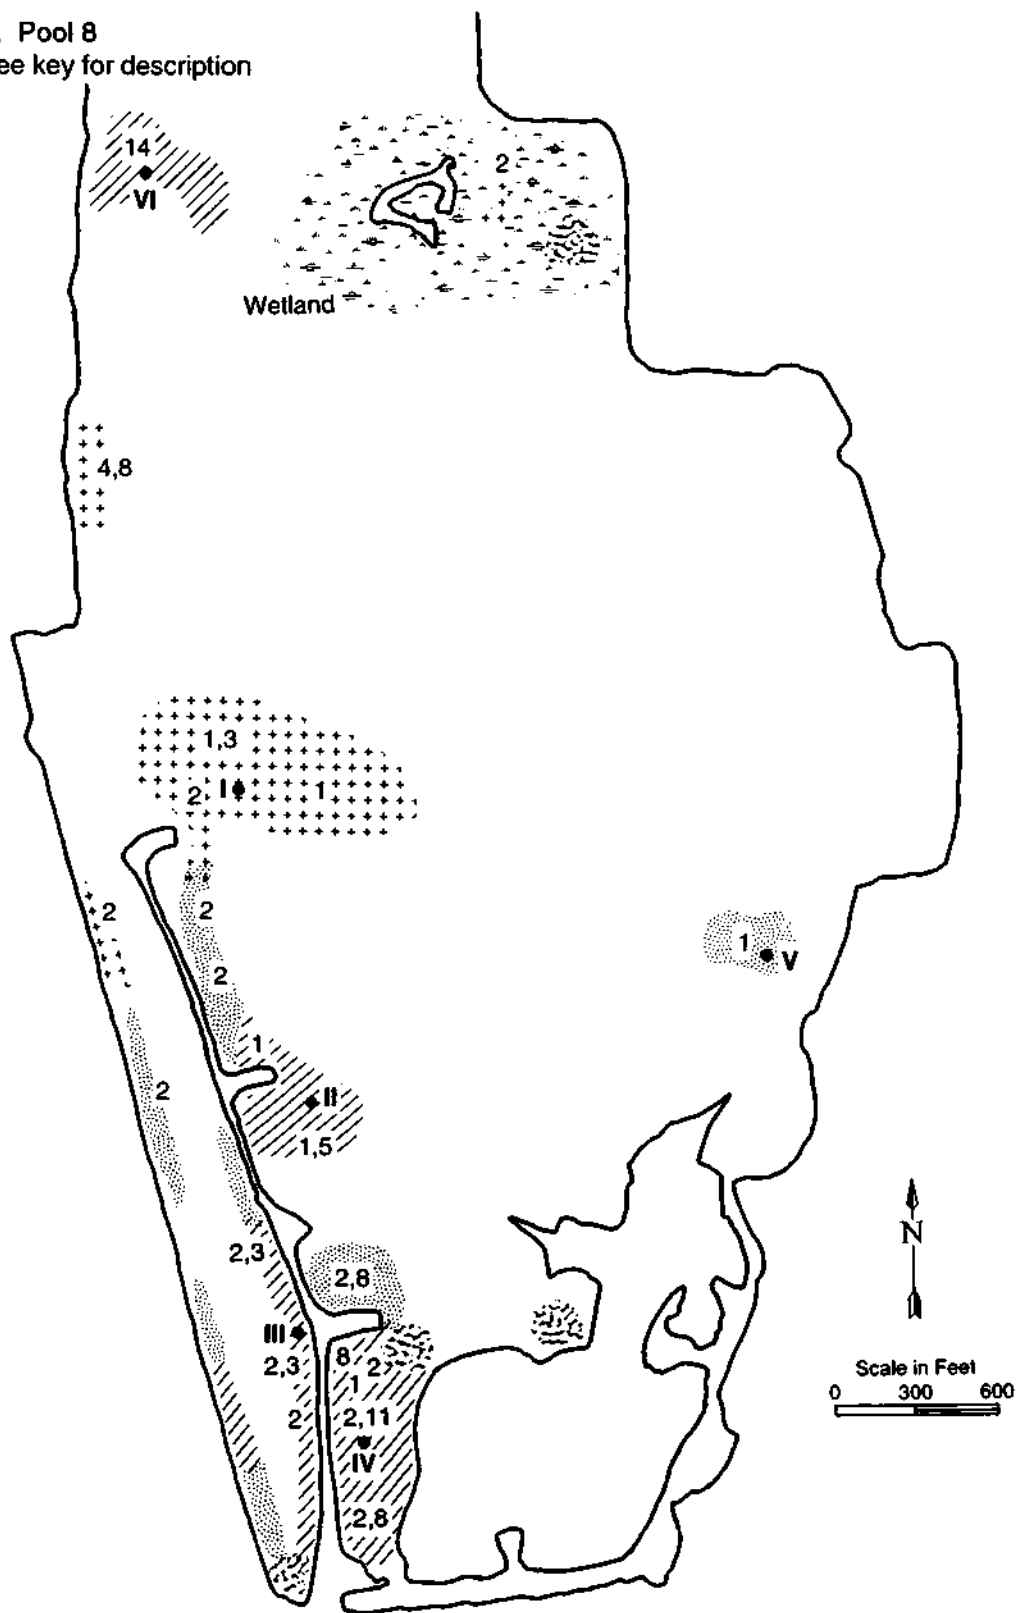 . Pool 8
ee key for description
14
VI
2
Wetland
4,8
1,3
2
I
1
2
2
2
1
V
1
2
II
1,5
2,3
2,8
N
III
2,3
8
2
1
Scale in Feet
0 300 600
2
2,11
IV
2,8